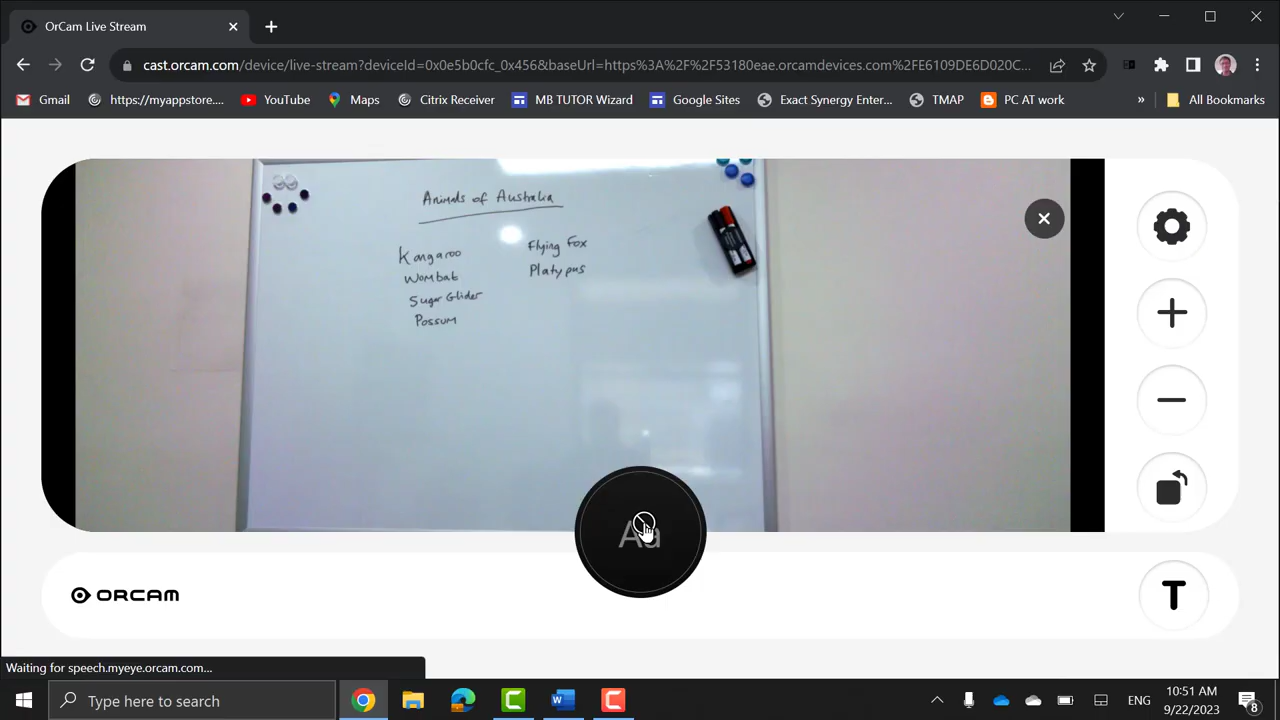 OrCam Live Stream
cast.orcam.com/device/live-stream?deviceId=0x0e5b0cfc_0x456&baseUrl=https%3A%2F%2F53180eae.orcamdevices.com%2FE6109DE6D020C...
Gmail https://myappstore.... YouTube Maps Citrix Receiver MB TUTOR Wizard Google Sites Exact Synergy Enter... TMAP PC AT work » All Bookmarks
Animals of Australia
Kangaroo
Wombat
Sugar Glider
Possum
Flying Fox
Platypus
Aa
ORCAM
T
Waiting for speech.myeye.orcam.com...
Type here to search
ENG
10:51 AM
9/22/2023
8